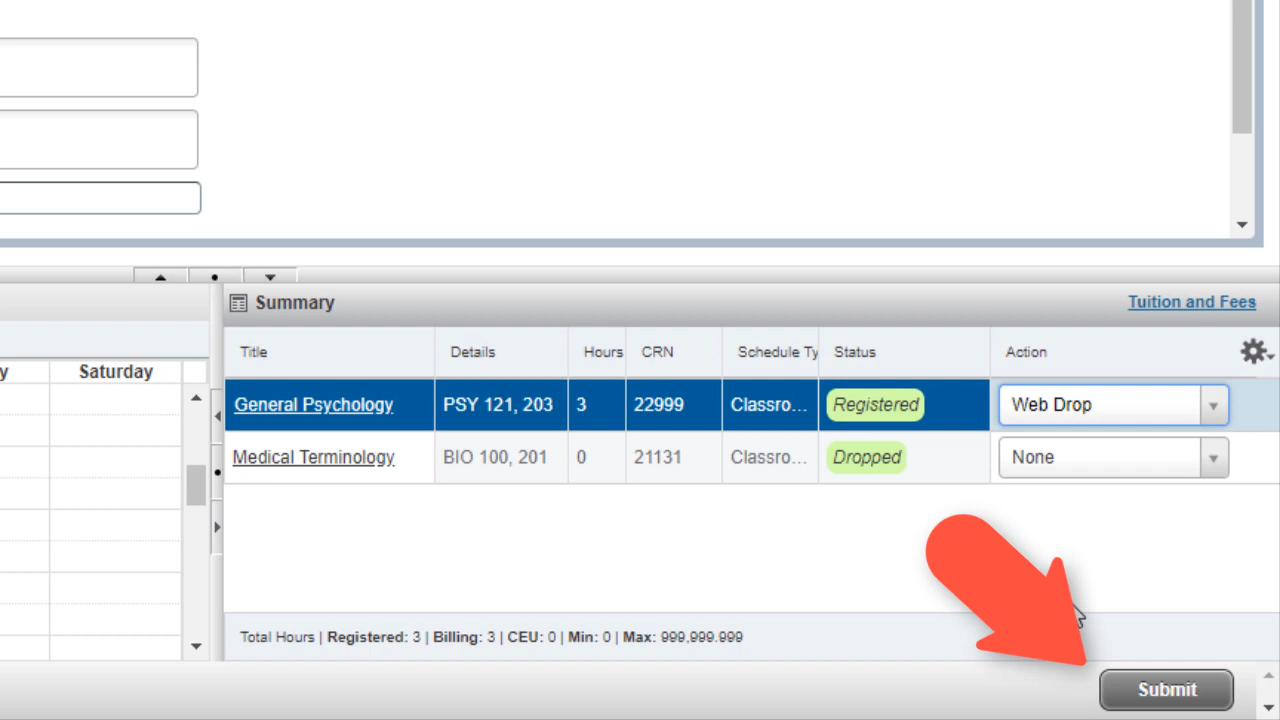 Summary Tuition and Fees
Title Details Hours CRN Schedule Ty Status Action
y Saturday
General Psychology PSY 121, 203 3 22999 Classro... Registered Web Drop
Medical Terminology BIO 100, 201 0 21131 Classro... Dropped None
Total Hours | Registered: 3 | Billing: 3 | CEU: 0 | Min: 0 | Max: 999,999.999
Submit